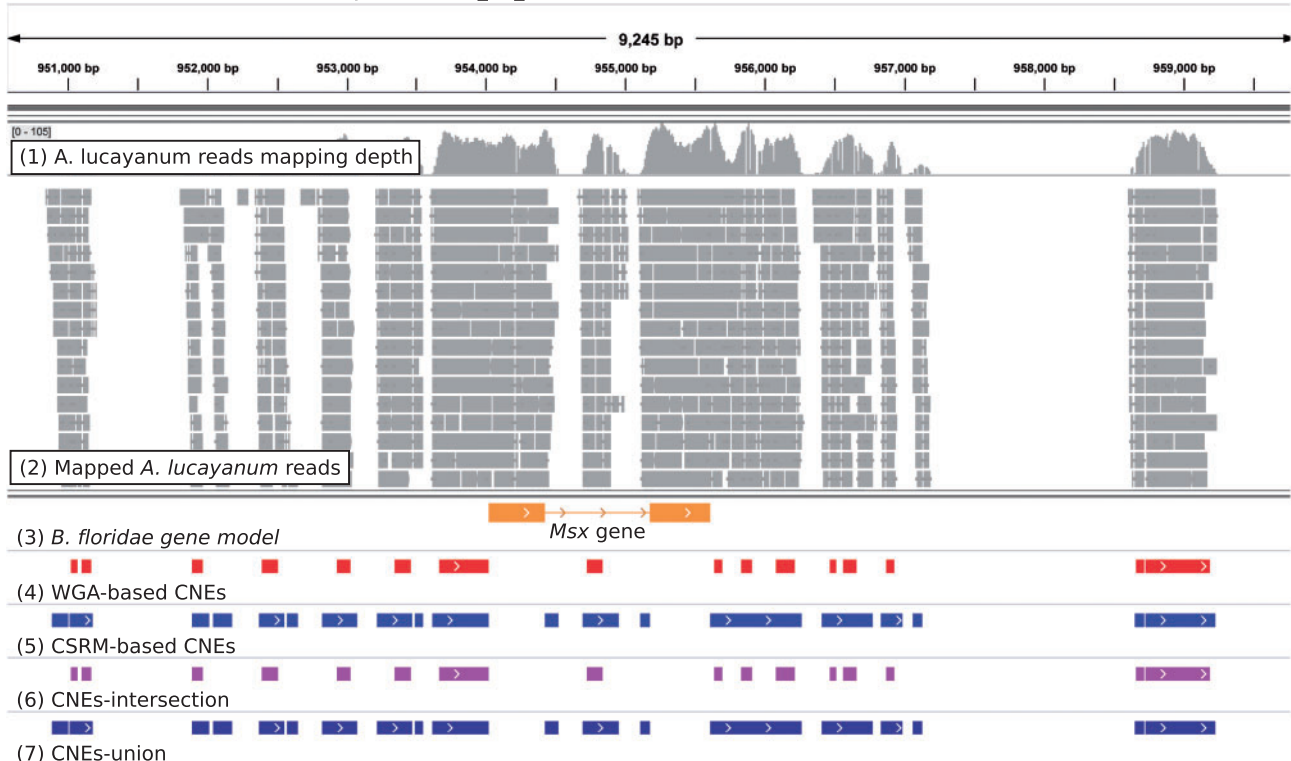 9,245 bp
951,000 bp 952,000 bp 953,000 bp 954,000 bp 955,000 bp 956,000 bp 957,000 bp 958,000 bp 959,000 bp
[0 - 105]
(1) A. lucayanum reads mapping depth
(2) Mapped A. lucayanum reads
Msx gene
(3) B. floridae gene model
(4) WGA-based CNEs
(5) CSRM-based CNEs
(6) CNEs-intersection
(7) CNEs-union